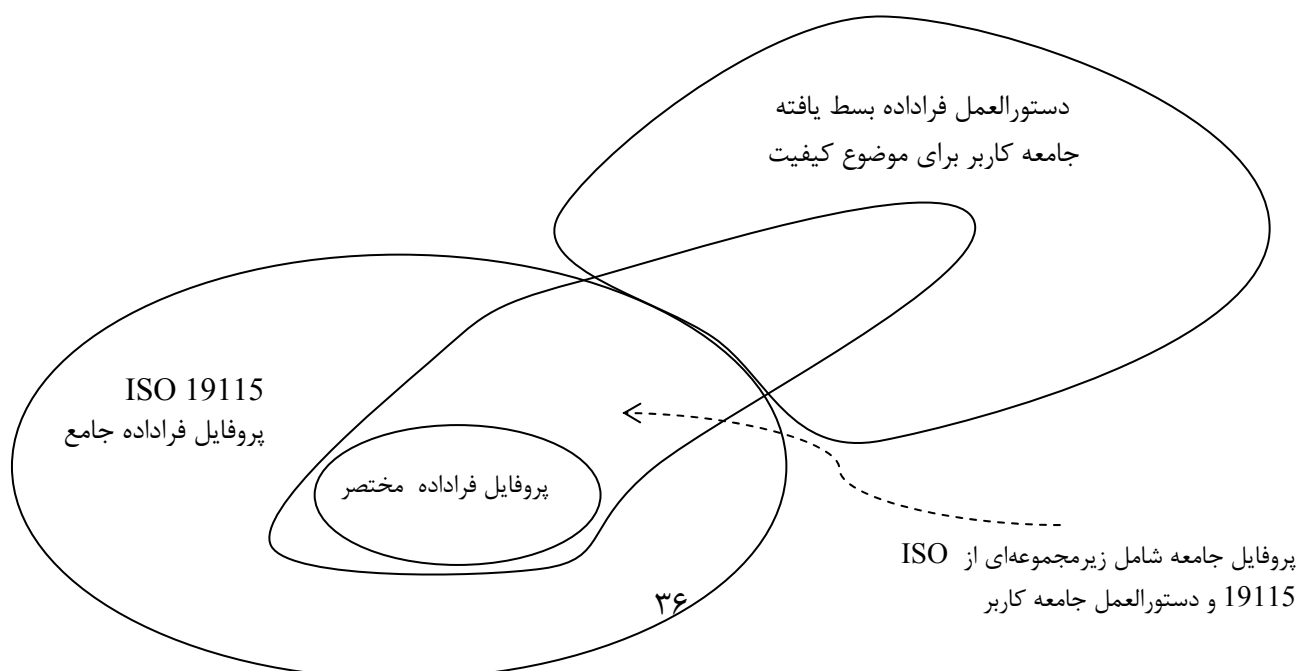 دستورالعمل فراداده بسط یافته
جامعه کاربر برای موضوع کیفیت
ISO 19115
پروفایل فراداده جامع
پروفایل فراداده مختصر
پروفایل جامعه شامل زیرمجموعه‌ای از ISO
19115 و دستورالعمل جامعه کاربر
۳۶